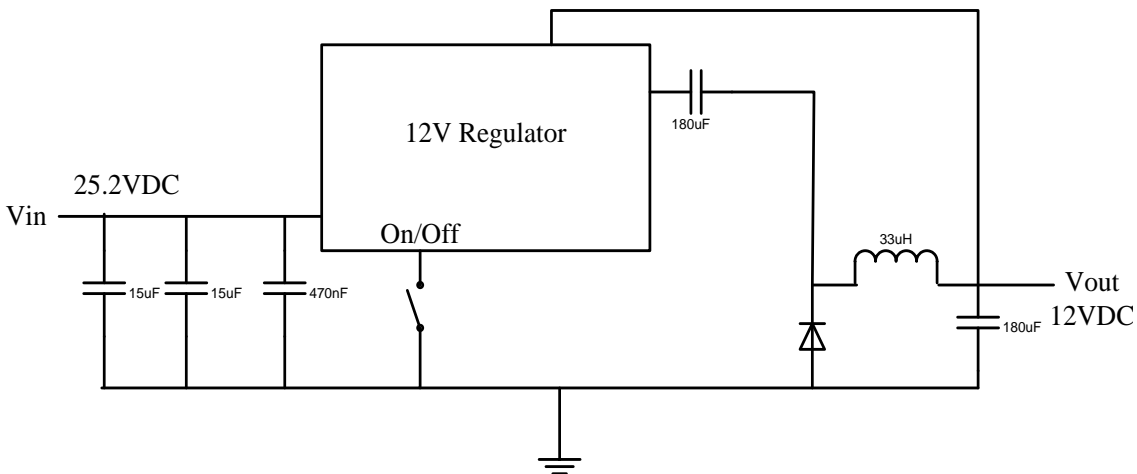 180uF
12V Regulator
25.2VDC
Vin
On/Off
33uH
15uF
15uF
470nF
Vout
12VDC
180uF